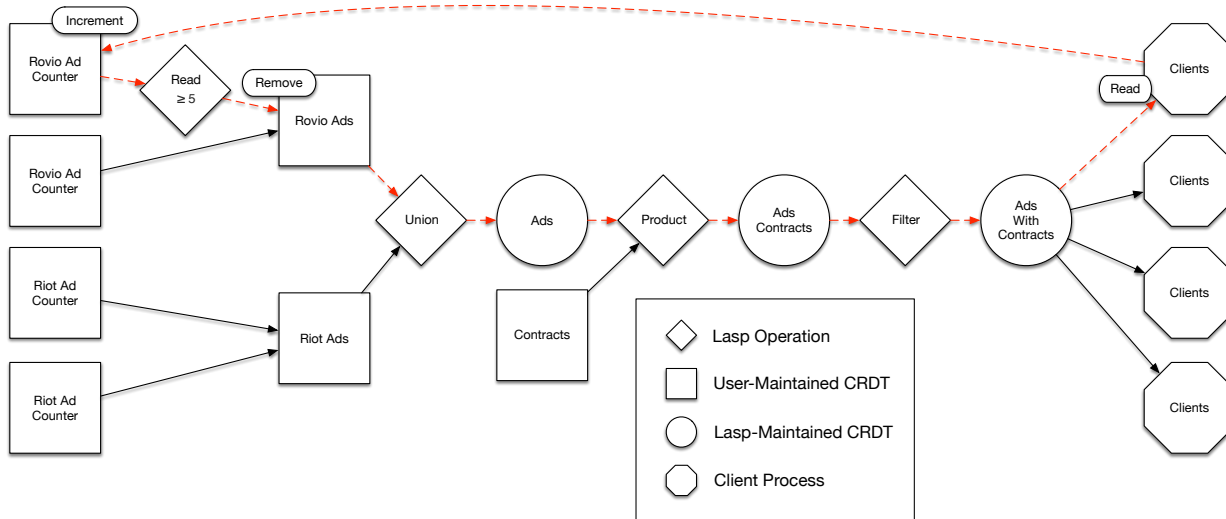 Increment
Rovio Ad
Counter
Read
≥ 5
Remove
Rovio Ads
Rovio Ad
Counter
Riot Ad
Counter
Riot Ad
Counter
Riot Ads
Union
Ads
Product
Contracts
Ads
Contracts
Filter
Ads
With
Contracts
Read
Clients
Clients
Clients
Clients
Lasp Operation
User-Maintained CRDT
Lasp-Maintained CRDT
Client Process